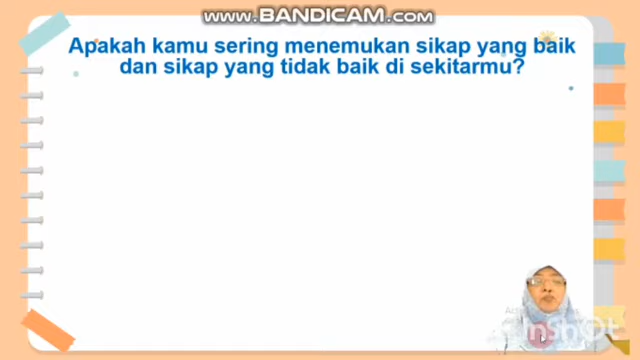 www.BANDICAM.com
Apakah kamu sering menemukan sikap yang baik
dan sikap yang tidak baik di sekitarmu?
InShOt